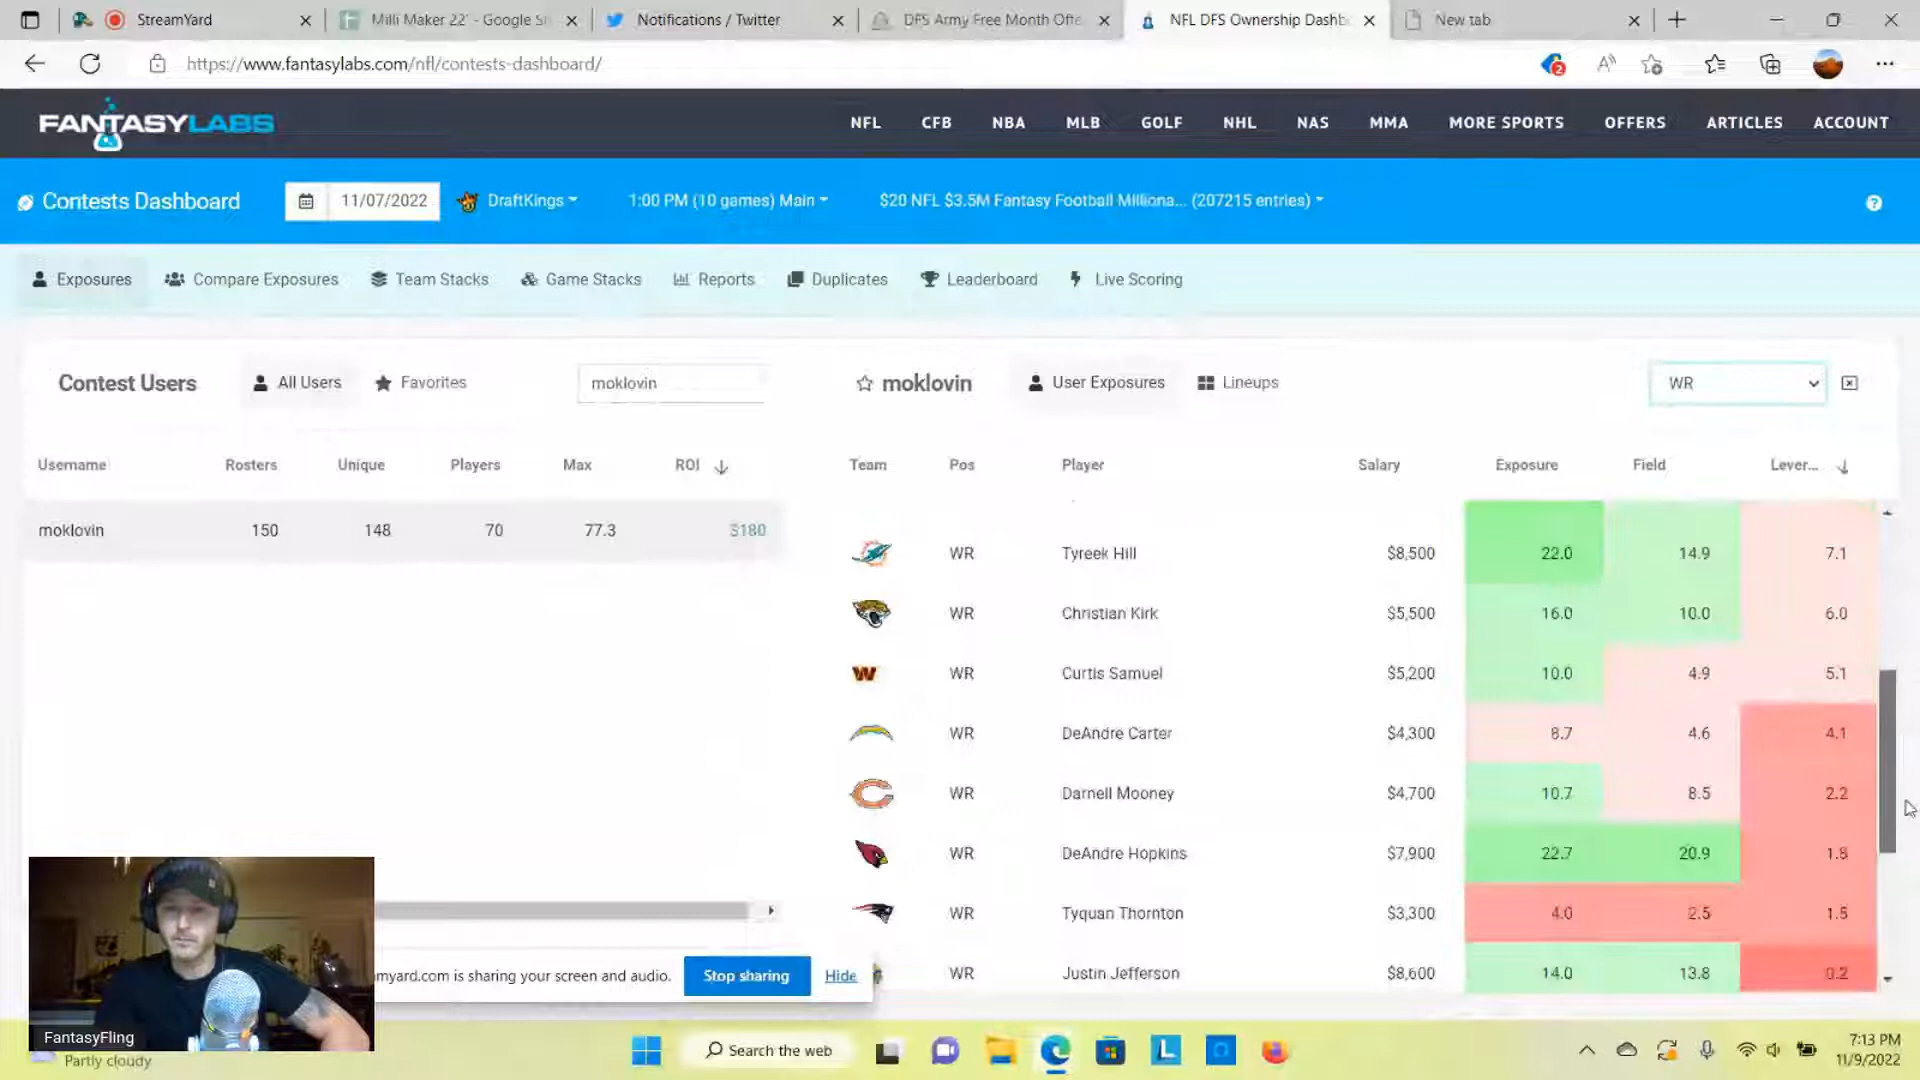 StreamYard
Milli Maker 22' - Google S
Notifications / Twitter
DFS Army Free Month Offe
NFL DFS Ownership Dashb
New tab
https://www.fantasylabs.com/nfl/contests-dashboard/
2
FANTASYLABS
NFL CFB NBA MLB GOLF NHL NAS MMA MORE SPORTS OFFERS ARTICLES ACCOUNT
Contests Dashboard 11/07/2022 DraftKings 1:00 PM (10 games) Main $20 NFL $3.5M Fantasy Football Milliona... (207215 entries) ?
Exposures Compare Exposures Team Stacks Game Stacks Reports Duplicates Leaderboard Live Scoring
Contest Users All Users Favorites moklovin
moklovin User Exposures Lineups WR
Username Rosters Unique Players Max ROI
moklovin 150 148 70 77.3 $180
Team Pos Player Salary Exposure Field Lever...
WR Tyreek Hill $8,500 22.0 14.9 7.1
WR Christian Kirk $5,500 16.0 10.0 6.0
W WR Curtis Samuel $5,200 10.0 4.9 5.1
WR DeAndre Carter $4,300 8.7 4.6 4.1
WR Darnell Mooney $4,700 10.7 8.5 2.2
WR DeAndre Hopkins $7,900 22.7 20.9 1.8
WR Tyquan Thornton $3,300 4.0 2.5 1.5
WR Justin Jefferson $8,600 14.0 13.8 0.2
myard.com is sharing your screen and audio. Stop sharing Hide
FantasyFling
Partly cloudy
Search the web
L
7:13 PM
11/9/2022